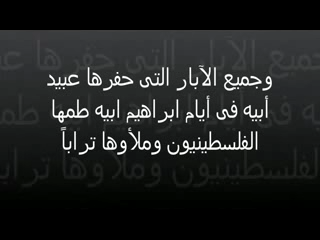 وجميع الآبار التى حفرها عبيد
أبيه فى أيام ابراهيم ابيه طمها
الفلسطينيون وملأوها تراباً